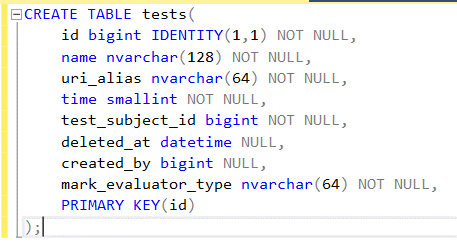 CREATE TABLE tests(
id bigint IDENTITY(1,1) NOT NULL,
name nvarchar(128) NOT NULL,
uri_alias nvarchar(64) NOT NULL,
time smallint NOT NULL,
test_subject_id bigint NOT NULL,
deleted_at datetime NULL,
created_by bigint NULL,
mark_evaluator_type nvarchar(64) NOT NULL,
PRIMARY KEY(id)
);